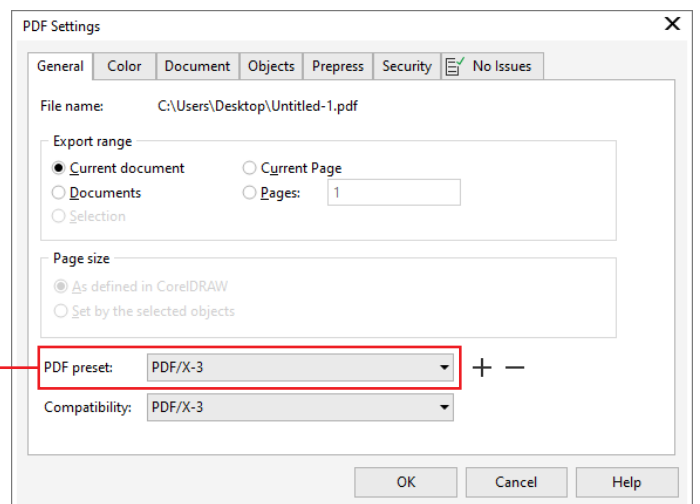 PDF Settings
General Color Document Objects Prepress Security No Issues
File name: C:\Users\Desktop\Untitled-1.pdf
Export range
Current document Current Page
Documents Pages: 1
Selection
Page size
As defined in CorelDRAW
Set by the selected objects
PDF preset: PDF/X-3
Compatibility: PDF/X-3
OK Cancel Help